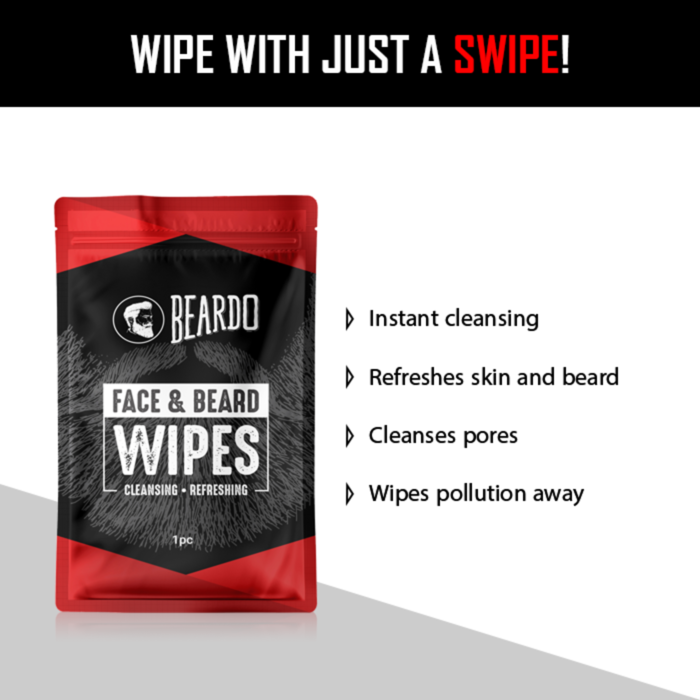 WIPE WITH JUST A SWIPE!
BEARDO
FACE & BEARD
WIPES
CLEANSING • REFRESHING
1pc
Instant cleansing
Refreshes skin and beard
Cleanses pores
Wipes pollution away